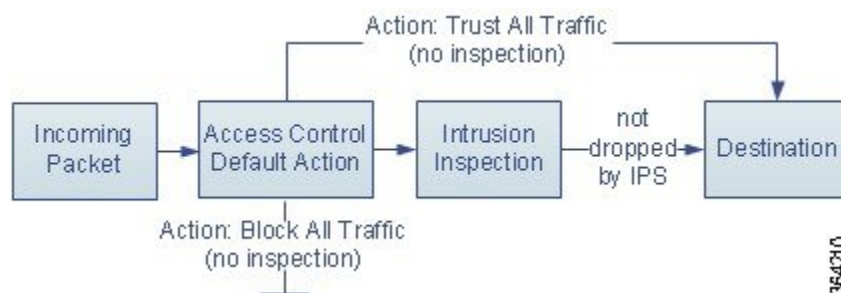 Action: Trust All Traffic
(no inspection)
Incoming
Packet
Access Control
Default Action
Intrusion
Inspection
not
dropped
by IPS
Destination
Action: Block All Traffic
(no inspection)
364210